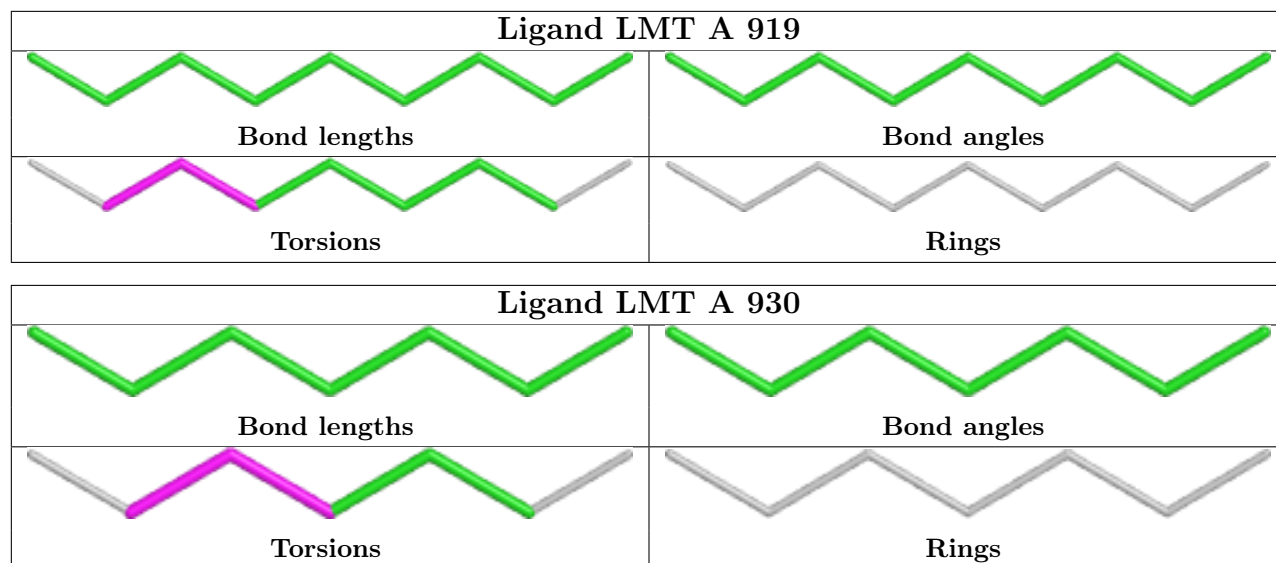 Ligand LMT A 919
Bond lengths Bond angles
Torsions Rings
Ligand LMT A 930
Bond lengths Bond angles
Torsions Rings